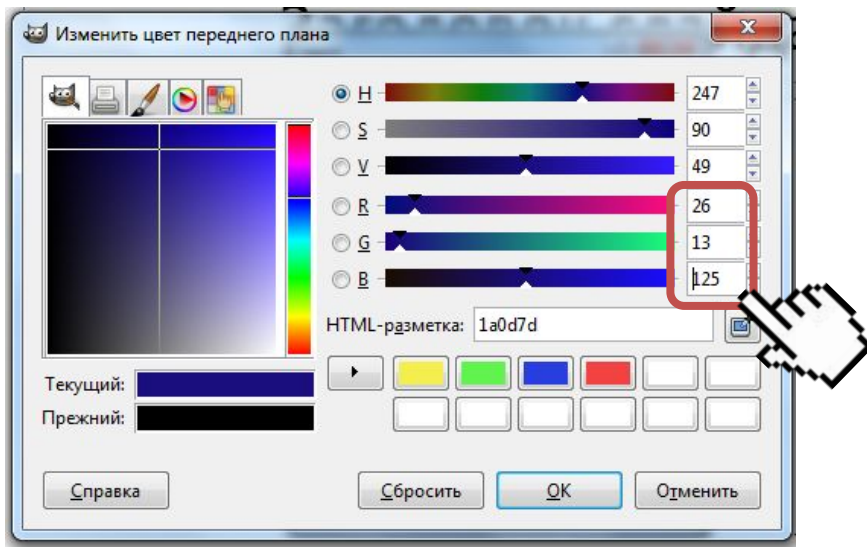 Изменить цвет переднего плана
H 247
S 90
V 49
R 26
G 13
B 125
HTML-разметка: 1a0d7d
Текущий:
Прежний:
Справка
Сбросить
OK
Отменить